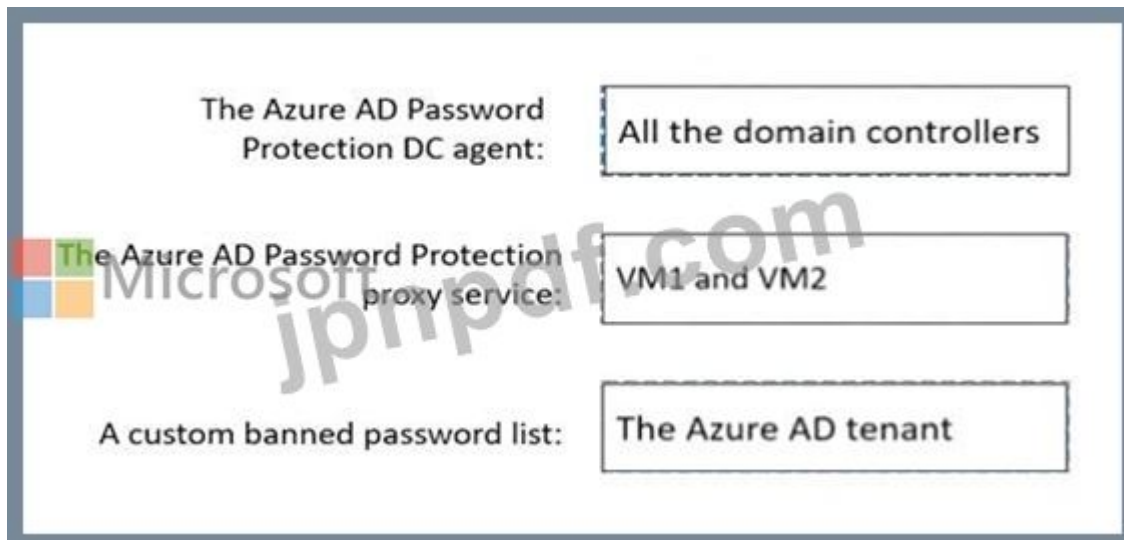 The Azure AD Password
Protection DC agent:
All the domain controllers
The Azure AD Password Protection
proxy service:
VM1 and VM2
Microsoft
jpnpdf.com
A custom banned password list:
The Azure AD tenant